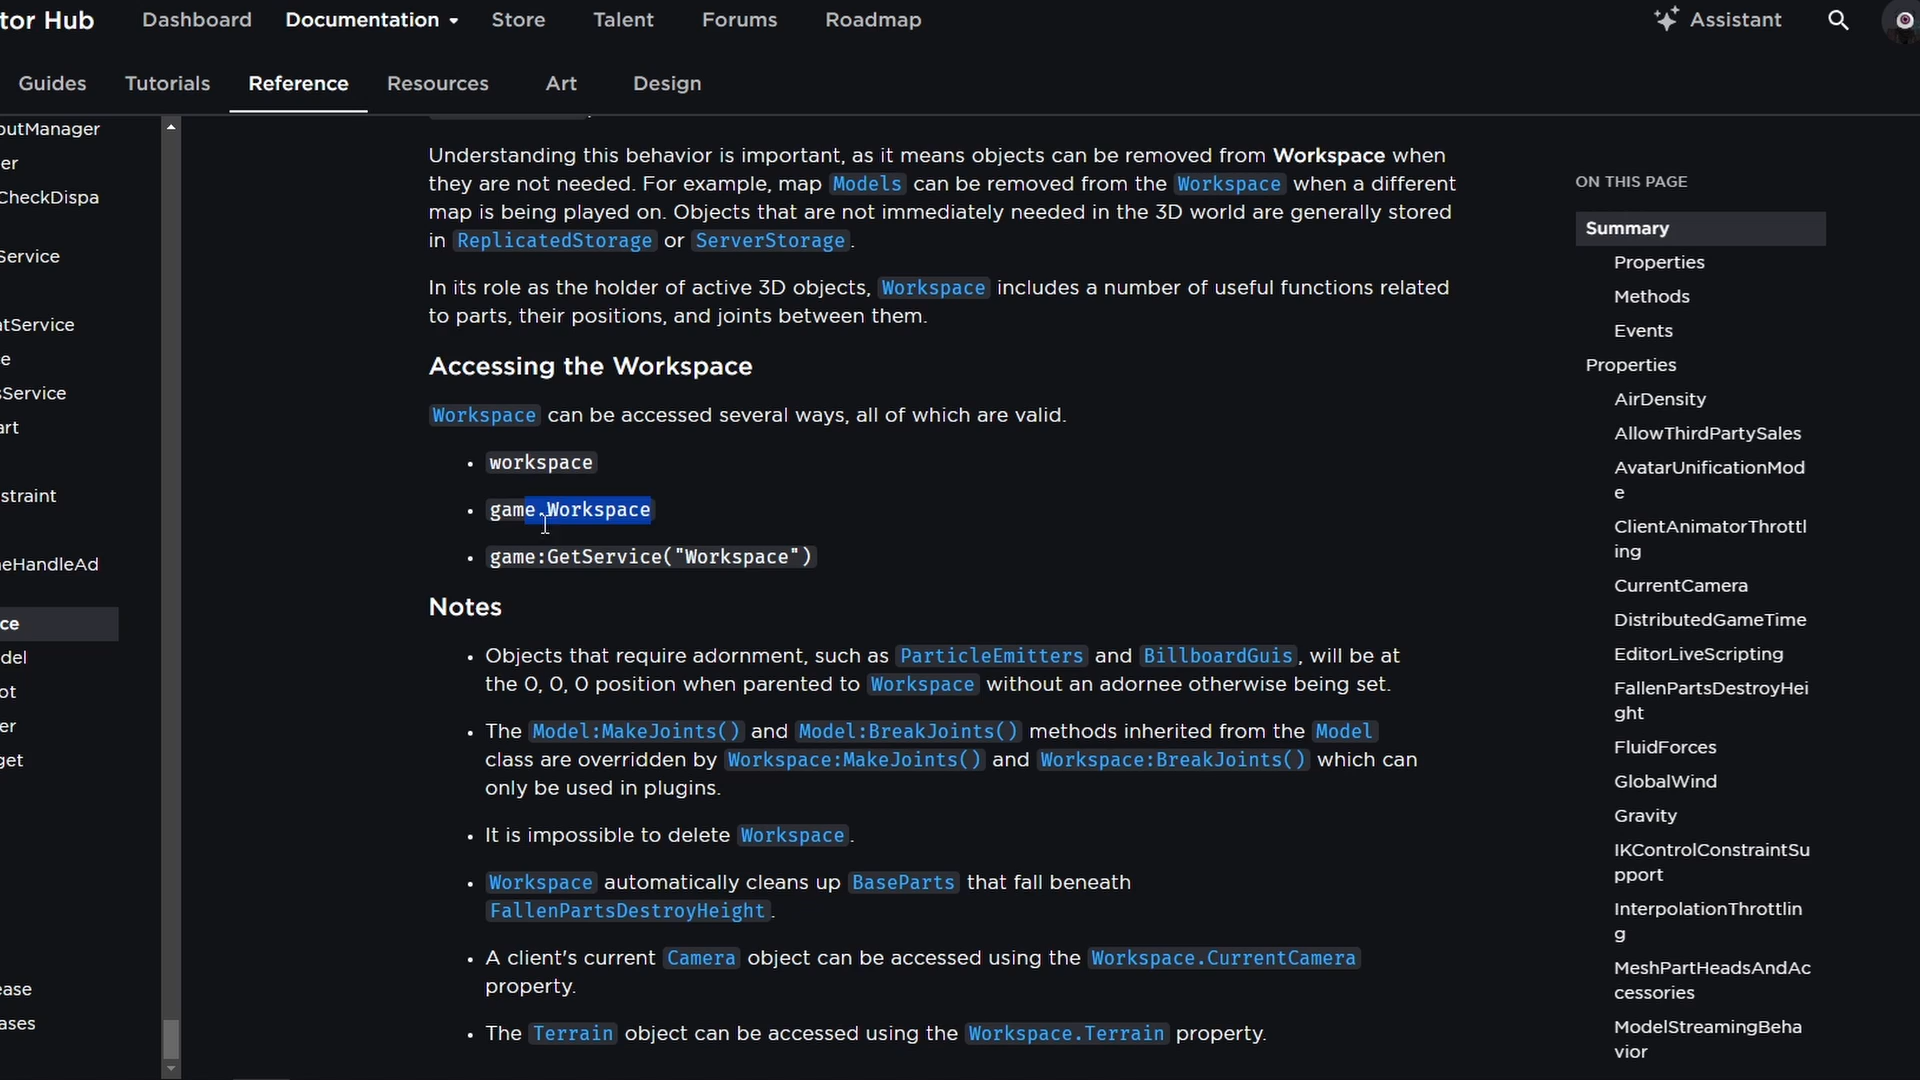 tor Hub
Dashboard
Documentation
Store
Talent
Forums
Roadmap
Assistant
Guides
Tutorials
Reference
Resources
Art
Design
outManager
er
CheckDispa
Service
atService
e
sService
art
straint
eHandleAd
ce
del
ot
er
get
ease
ases
Understanding this behavior is important, as it means objects can be removed from Workspace when
they are not needed. For example, map Models can be removed from the Workspace when a different
map is being played on. Objects that are not immediately needed in the 3D world are generally stored
in ReplicatedStorage or ServerStorage.
In its role as the holder of active 3D objects, Workspace includes a number of useful functions related
to parts, their positions, and joints between them.
Accessing the Workspace
Workspace can be accessed several ways, all of which are valid.
• workspace
• game.Workspace
• game:GetService("Workspace")
Notes
• Objects that require adornment, such as ParticleEmitters and BillboardGuis, will be at
the 0, 0, 0 position when parented to Workspace without an adornee otherwise being set.
• The Model:MakeJoints() and Model:BreakJoints() methods inherited from the Model
class are overridden by Workspace:MakeJoints() and Workspace:BreakJoints() which can
only be used in plugins.
• It is impossible to delete Workspace.
• Workspace automatically cleans up BaseParts that fall beneath
FallenPartsDestroyHeight.
• A client's current Camera object can be accessed using the Workspace.CurrentCamera
property.
• The Terrain object can be accessed using the Workspace.Terrain property.
ON THIS PAGE
Summary
Properties
Methods
Events
Properties
AirDensity
AllowThirdPartySales
AvatarUnificationMod
e
ClientAnimatorThrottl
ing
CurrentCamera
DistributedGameTime
EditorLiveScripting
FallenPartsDestroyHei
ght
FluidForces
GlobalWind
Gravity
IKControlConstraintSu
pport
InterpolationThrottlin
g
MeshPartHeadsAndAc
cessories
ModelStreamingBeha
vior